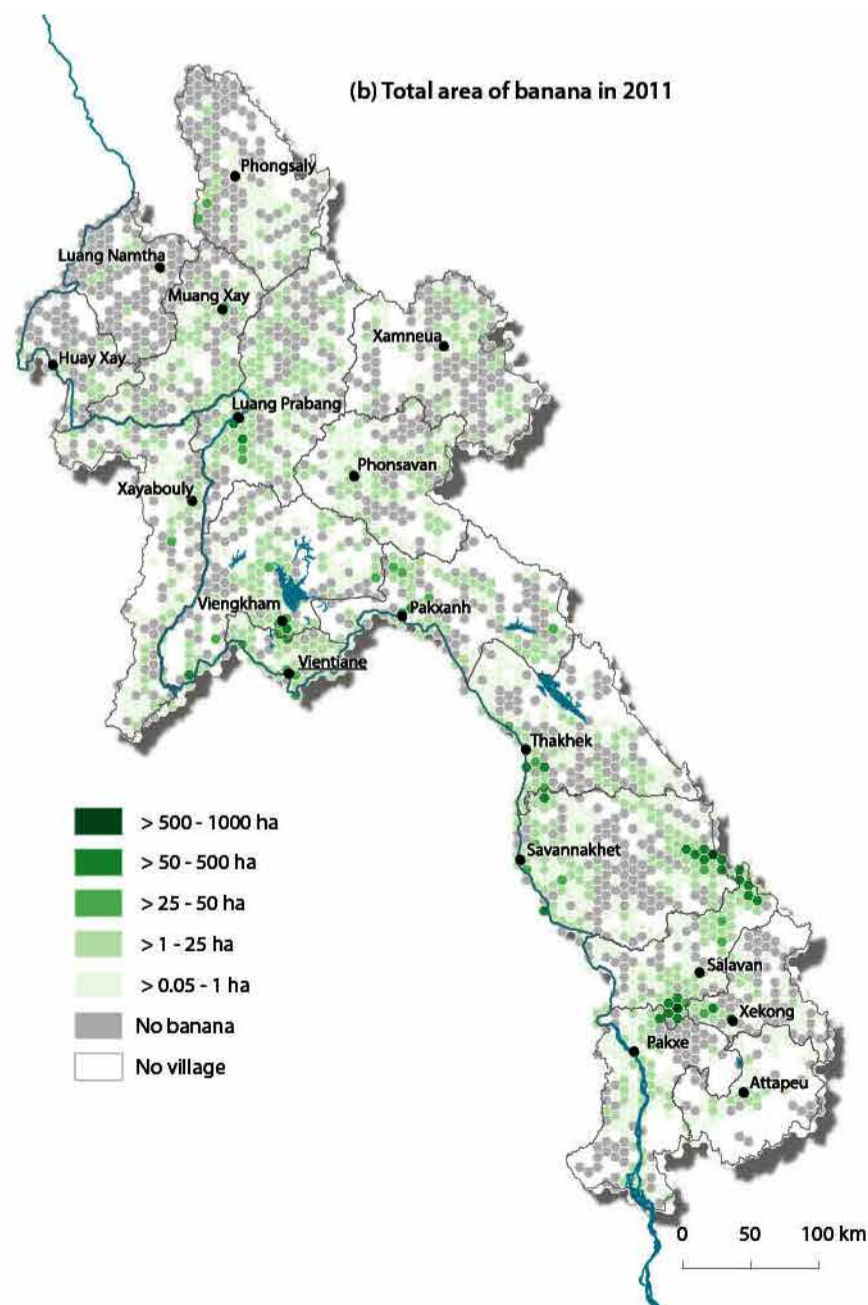 (b) Total area of banana in 2011
Phongsaly
Luang Namtha
Muang Xay
Xamneua
Huay Xay
Luang Prabang
Phonsavan
Xayabouly
Viengkham
Pakxanh
Vientiane
Thakhek
> 500 - 1000 ha
> 50 - 500 ha
> 25 - 50 ha
> 1 - 25 ha
> 0.05 - 1 ha
No banana
No village
Savannakhet
Salavan
Xekong
Pakxe
Attapeu
0 50 100 km